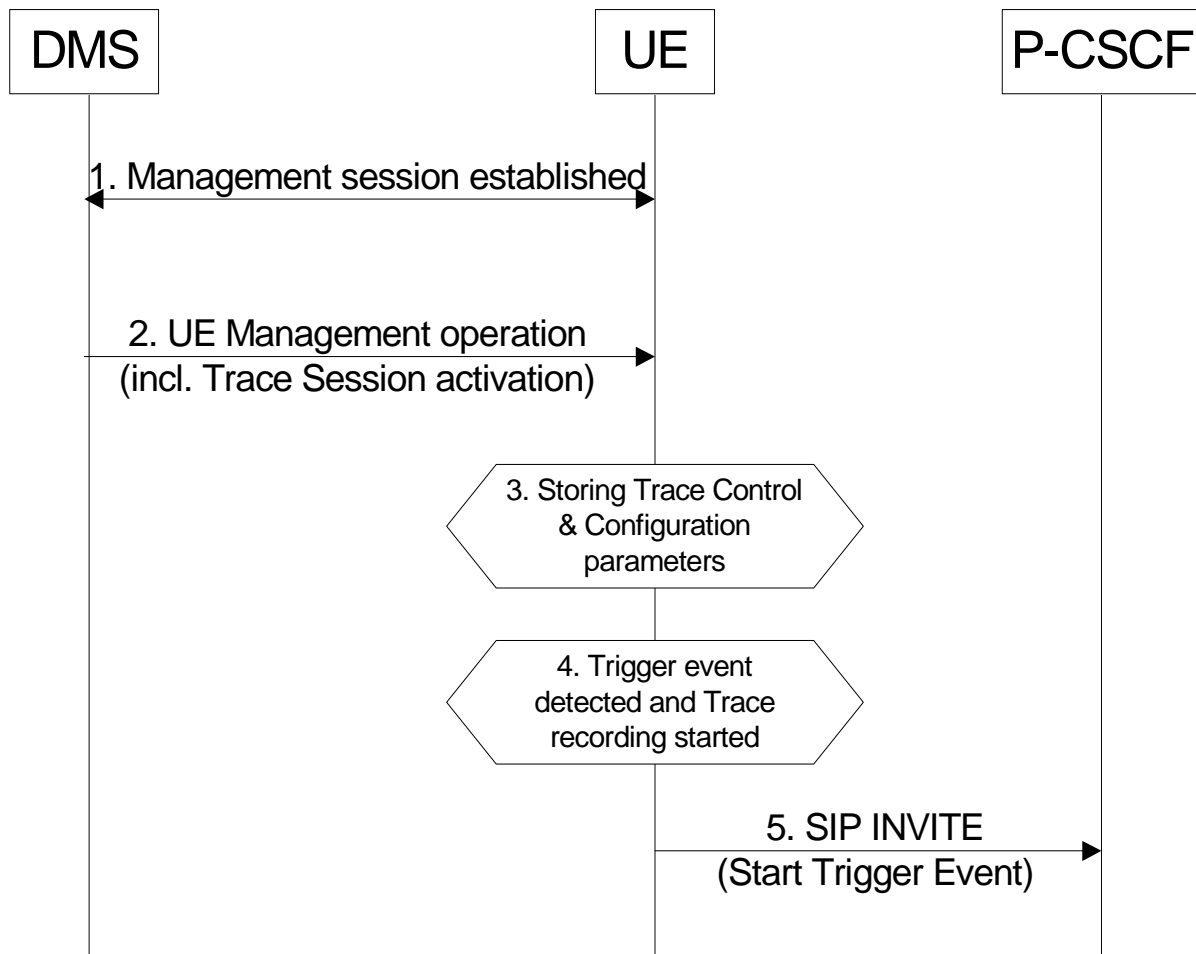 DMS
UE
P-CSCF
1. Management session established
2. UE Management operation
(incl. Trace Session activation)
3. Storing Trace Control
& Configuration
parameters
4. Trigger event
detected and Trace
recording started
5. SIP INVITE
(Start Trigger Event)